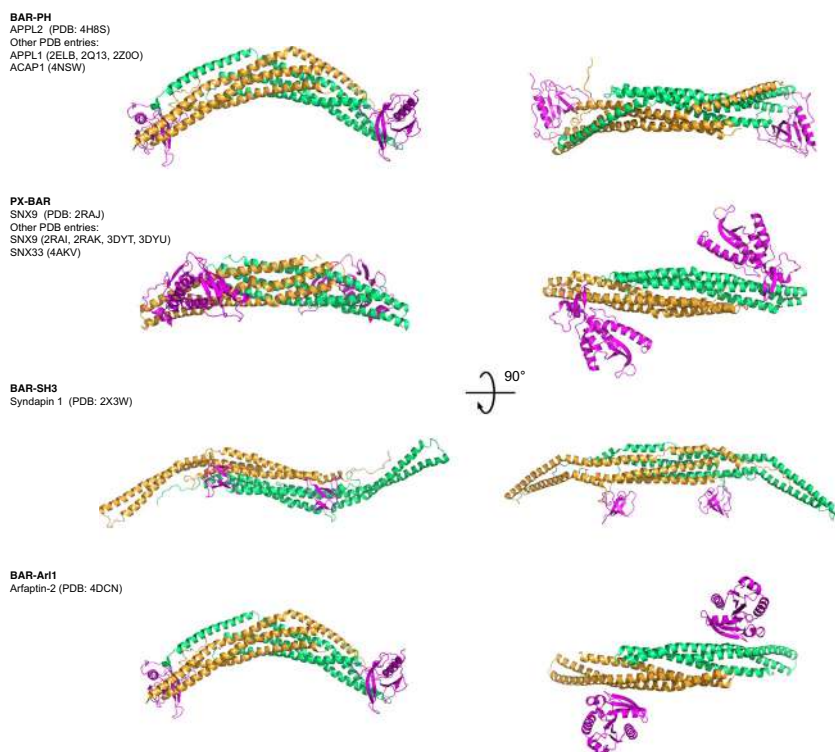 BAR-PH
APPL2 (PDB: 4H8S)
Other PDB entries:
APPL1 (2ELB, 2Q13, 2Z0O)
ACAP1 (4NSW)
PX-BAR
SNX9 (PDB: 2RAJ)
Other PDB entries:
SNX9 (2RAI, 2RAK, 3DYT, 3DYU)
SNX33 (4AKV)
90°
BAR-SH3
Syndapin 1 (PDB: 2X3W)
BAR-Arl1
Arfaptin-2 (PDB: 4DCN)